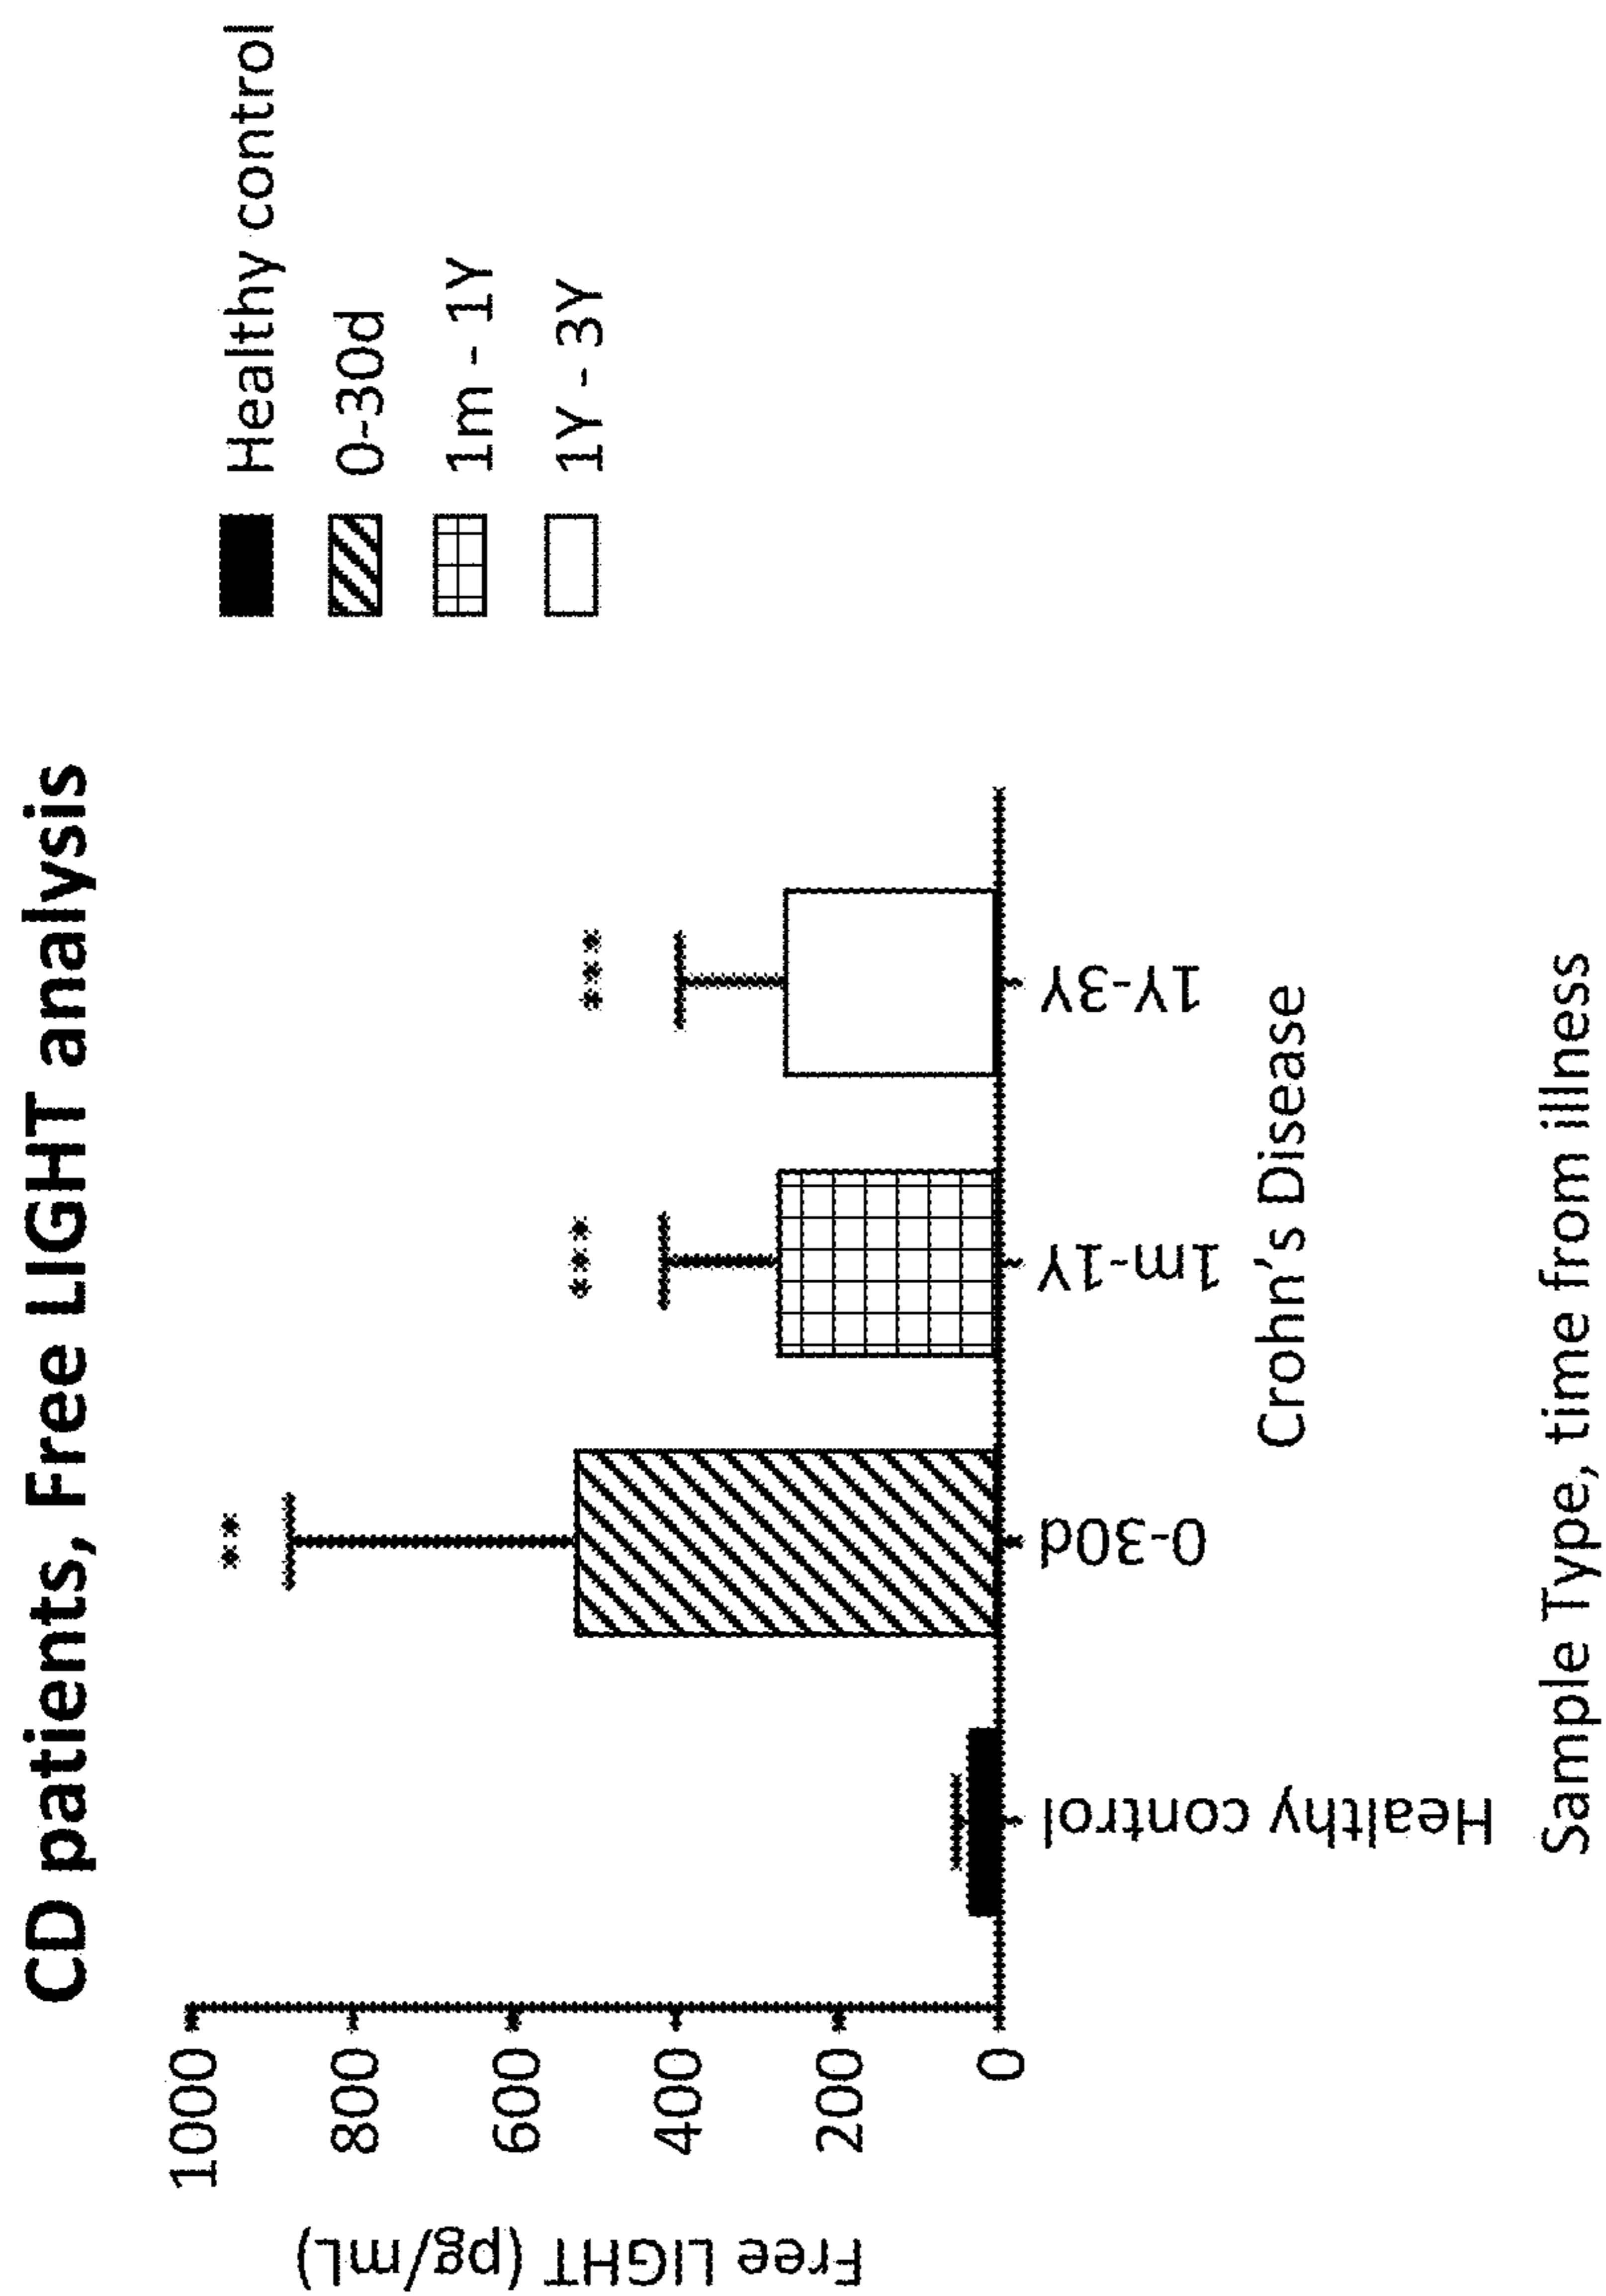 CD patients, Free LIGHT analysis
Healthy control
0-30d
1m - 1Y
1Y - 3Y
Free LIGHT (pg/mL)
1000
800
600
400
200
0
**
***
***
Healthy control
0-30d
1m-1Y
1Y-3Y
Crohn's Disease
Sample Type, time from illness